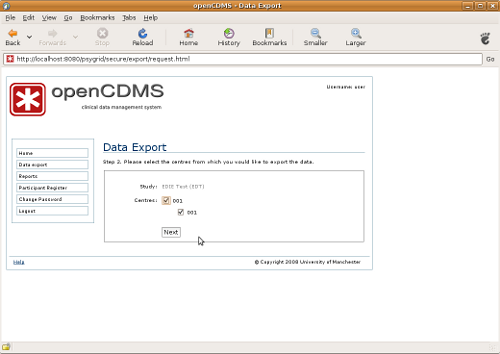 openCDMS - Data Export
File Edit View Go Bookmarks Tabs Help
Back Forwards Stop Reload Home History Bookmarks Smaller Larger
http://localhost:8080/psygrid/secure/export/request.html Go
openCDMS
clinical data management system
Username: user
Home
Data export
Reports
Participant Register
Change Password
Logout
Data Export
Step 2. Please select the centres from which you would like to export the data.
Study: EDIE Test (EDT)
Centres: 001
001
Next
Help © Copyright 2008 University of Manchester